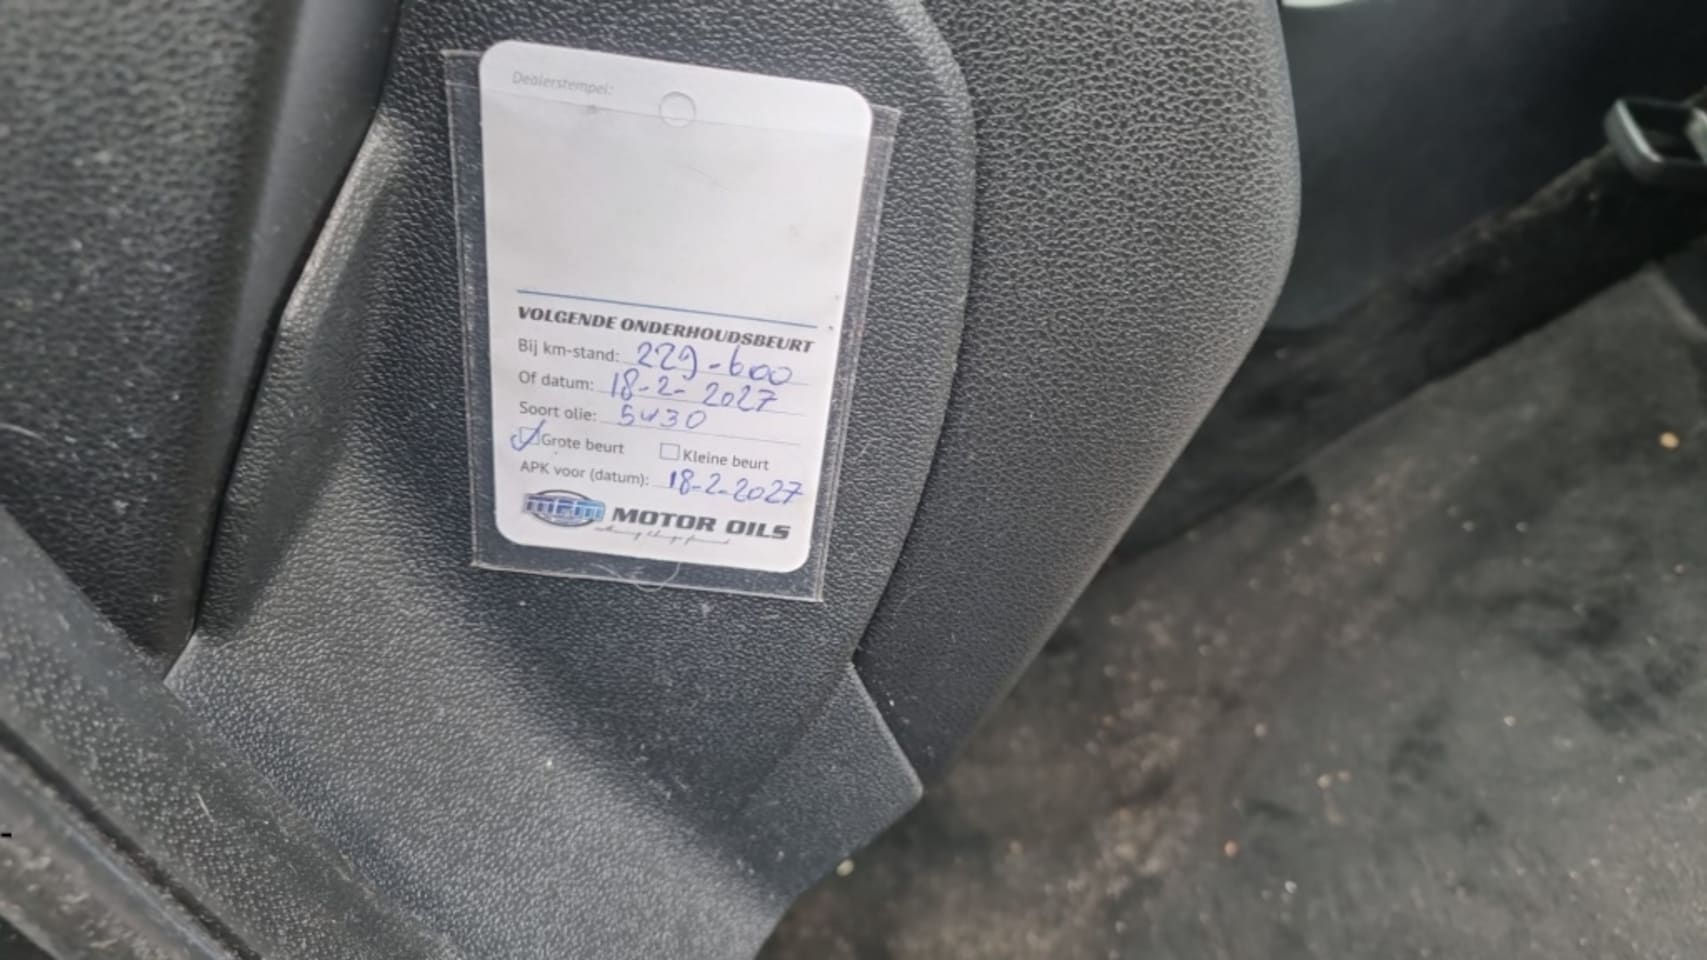 Dealerstempel:
VOLGENDE ONDERHOUDSBEURT
Bij km-stand: 229-600
Of datum: 18-2-2027
Soort olie: 5w30
Grote beurt Kleine beurt
APK voor (datum): 18-2-2027
MOTOR OILS